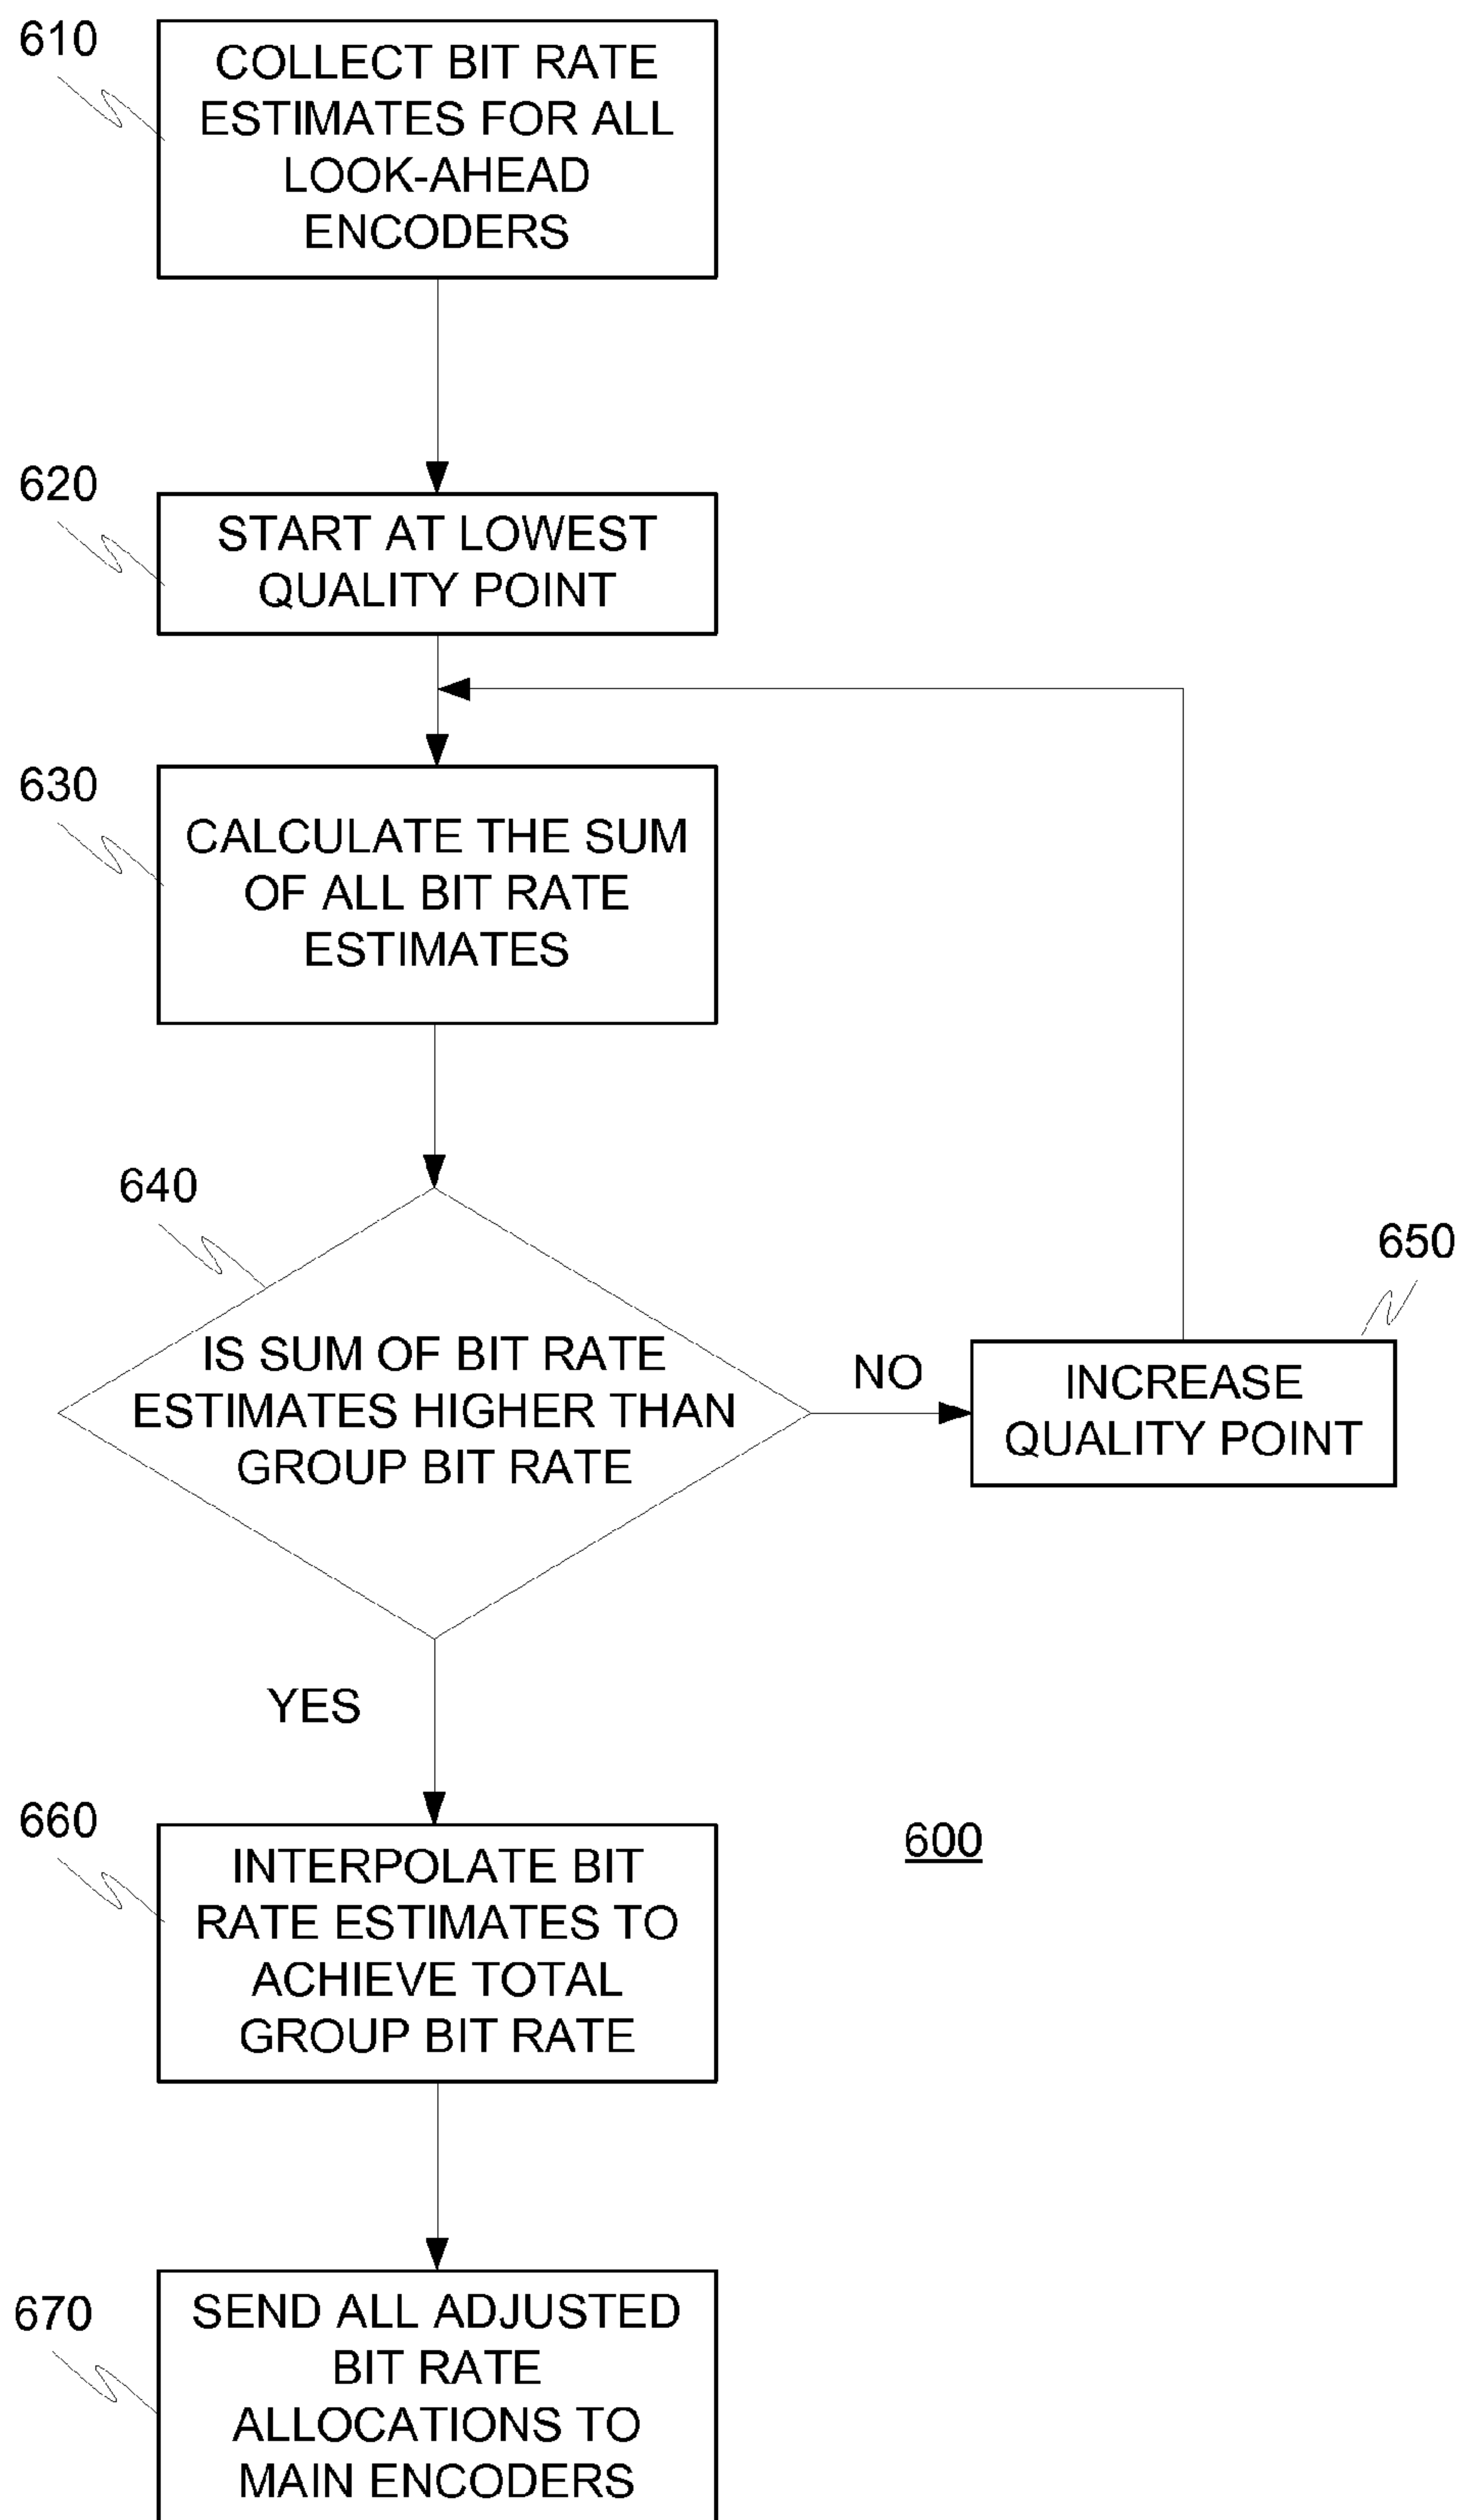 610
COLLECT BIT RATE
ESTIMATES FOR ALL
LOOK-AHEAD
ENCODERS
620
START AT LOWEST
QUALITY POINT
630
CALCULATE THE SUM
OF ALL BIT RATE
ESTIMATES
640
IS SUM OF BIT RATE
ESTIMATES HIGHER THAN
GROUP BIT RATE
NO
650
INCREASE
QUALITY POINT
YES
660
INTERPOLATE BIT
RATE ESTIMATES TO
ACHIEVE TOTAL
GROUP BIT RATE
600
670
SEND ALL ADJUSTED
BIT RATE
ALLOCATIONS TO
MAIN ENCODERS